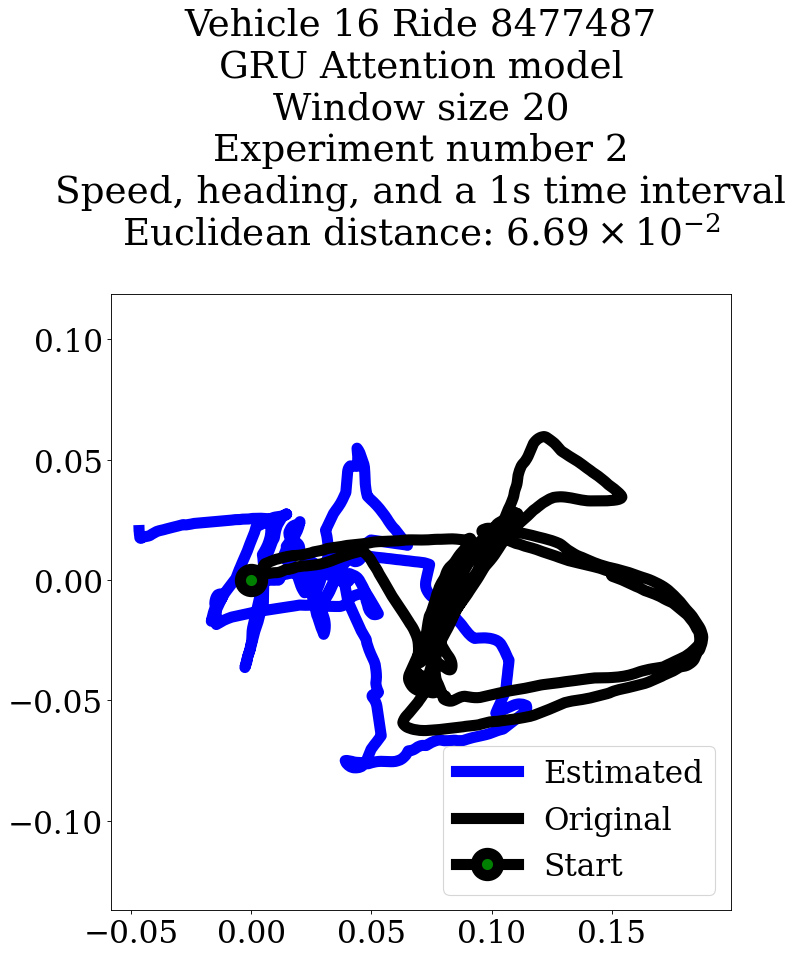 Vehicle 16 Ride 8477487
GRU Attention model
Window size 20
Experiment number 2
Speed, heading, and a 1s time interval
Euclidean distance: 6.69 × 10⁻²
0.10
0.05
0.00
−0.05
−0.10
Estimated
Original
Start
−0.05 0.00 0.05 0.10 0.15